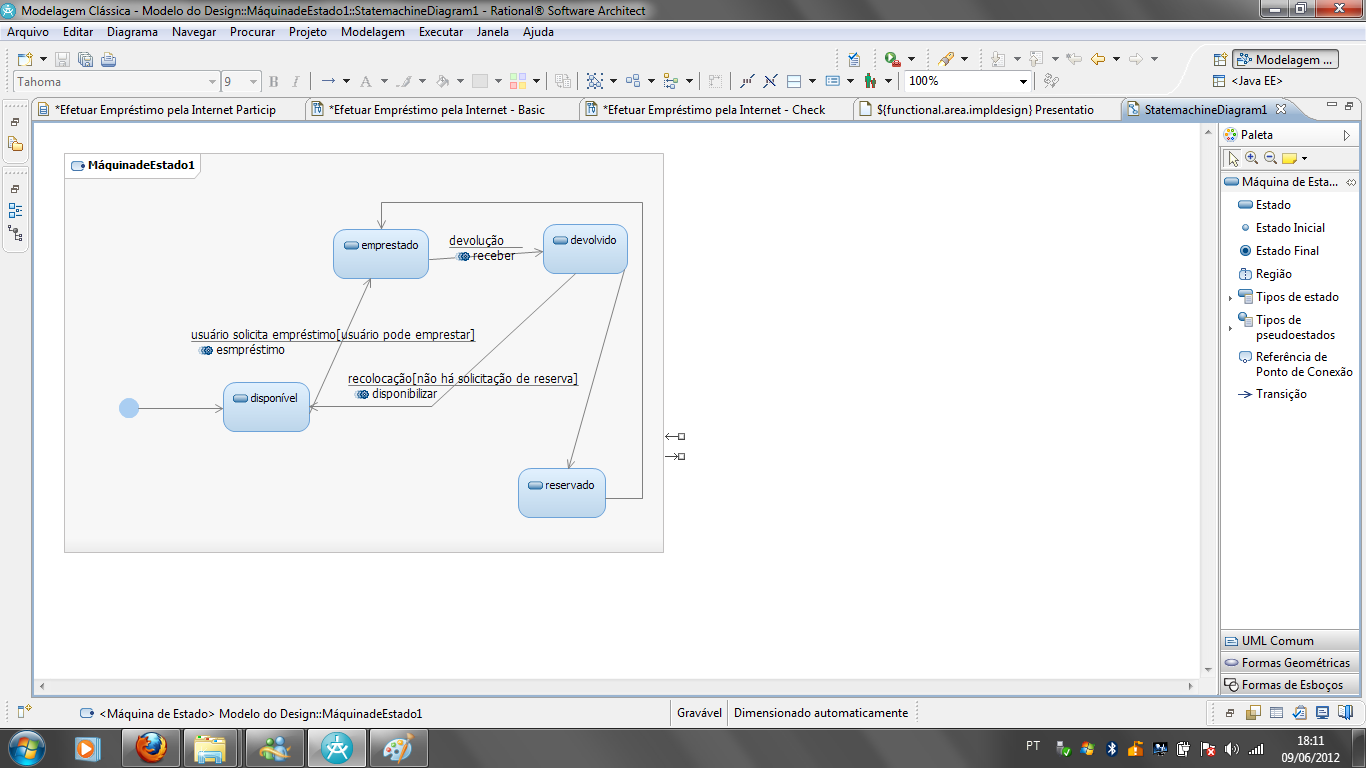 Modelagem Clássica - Modelo do Design::MáquinadeEstado1::StatemachineDiagram1 - Rational® Software Architect
Arquivo Editar Diagrama Navegar Procurar Projeto Modelagem Executar Janela Ajuda
Modelagem ...
Tahoma 9 B I A 100% <Java EE>
*Efetuar Empréstimo pela Internet Particip *Efetuar Empréstimo pela Internet - Basic *Efetuar Empréstimo pela Internet - Check ${functional.area.impldesign} Presentatio StatemachineDiagram1
MáquinadeEstado1
emprestado
devolução
receber
devolvido
usuário solicita empréstimo[usuário pode emprestar]
esmpréstimo
recolocação[não há solicitação de reserva]
disponibilizar
disponível
reservado
Paleta
Máquina de Esta...
Estado
Estado Inicial
Estado Final
Região
Tipos de estado
Tipos de
pseudoestados
Referência de
Ponto de Conexão
Transição
UML Comum
Formas Geométricas
Formas de Esboços
<Máquina de Estado> Modelo do Design::MáquinadeEstado1 Gravável Dimensionado automaticamente
PT 18:11
09/06/2012